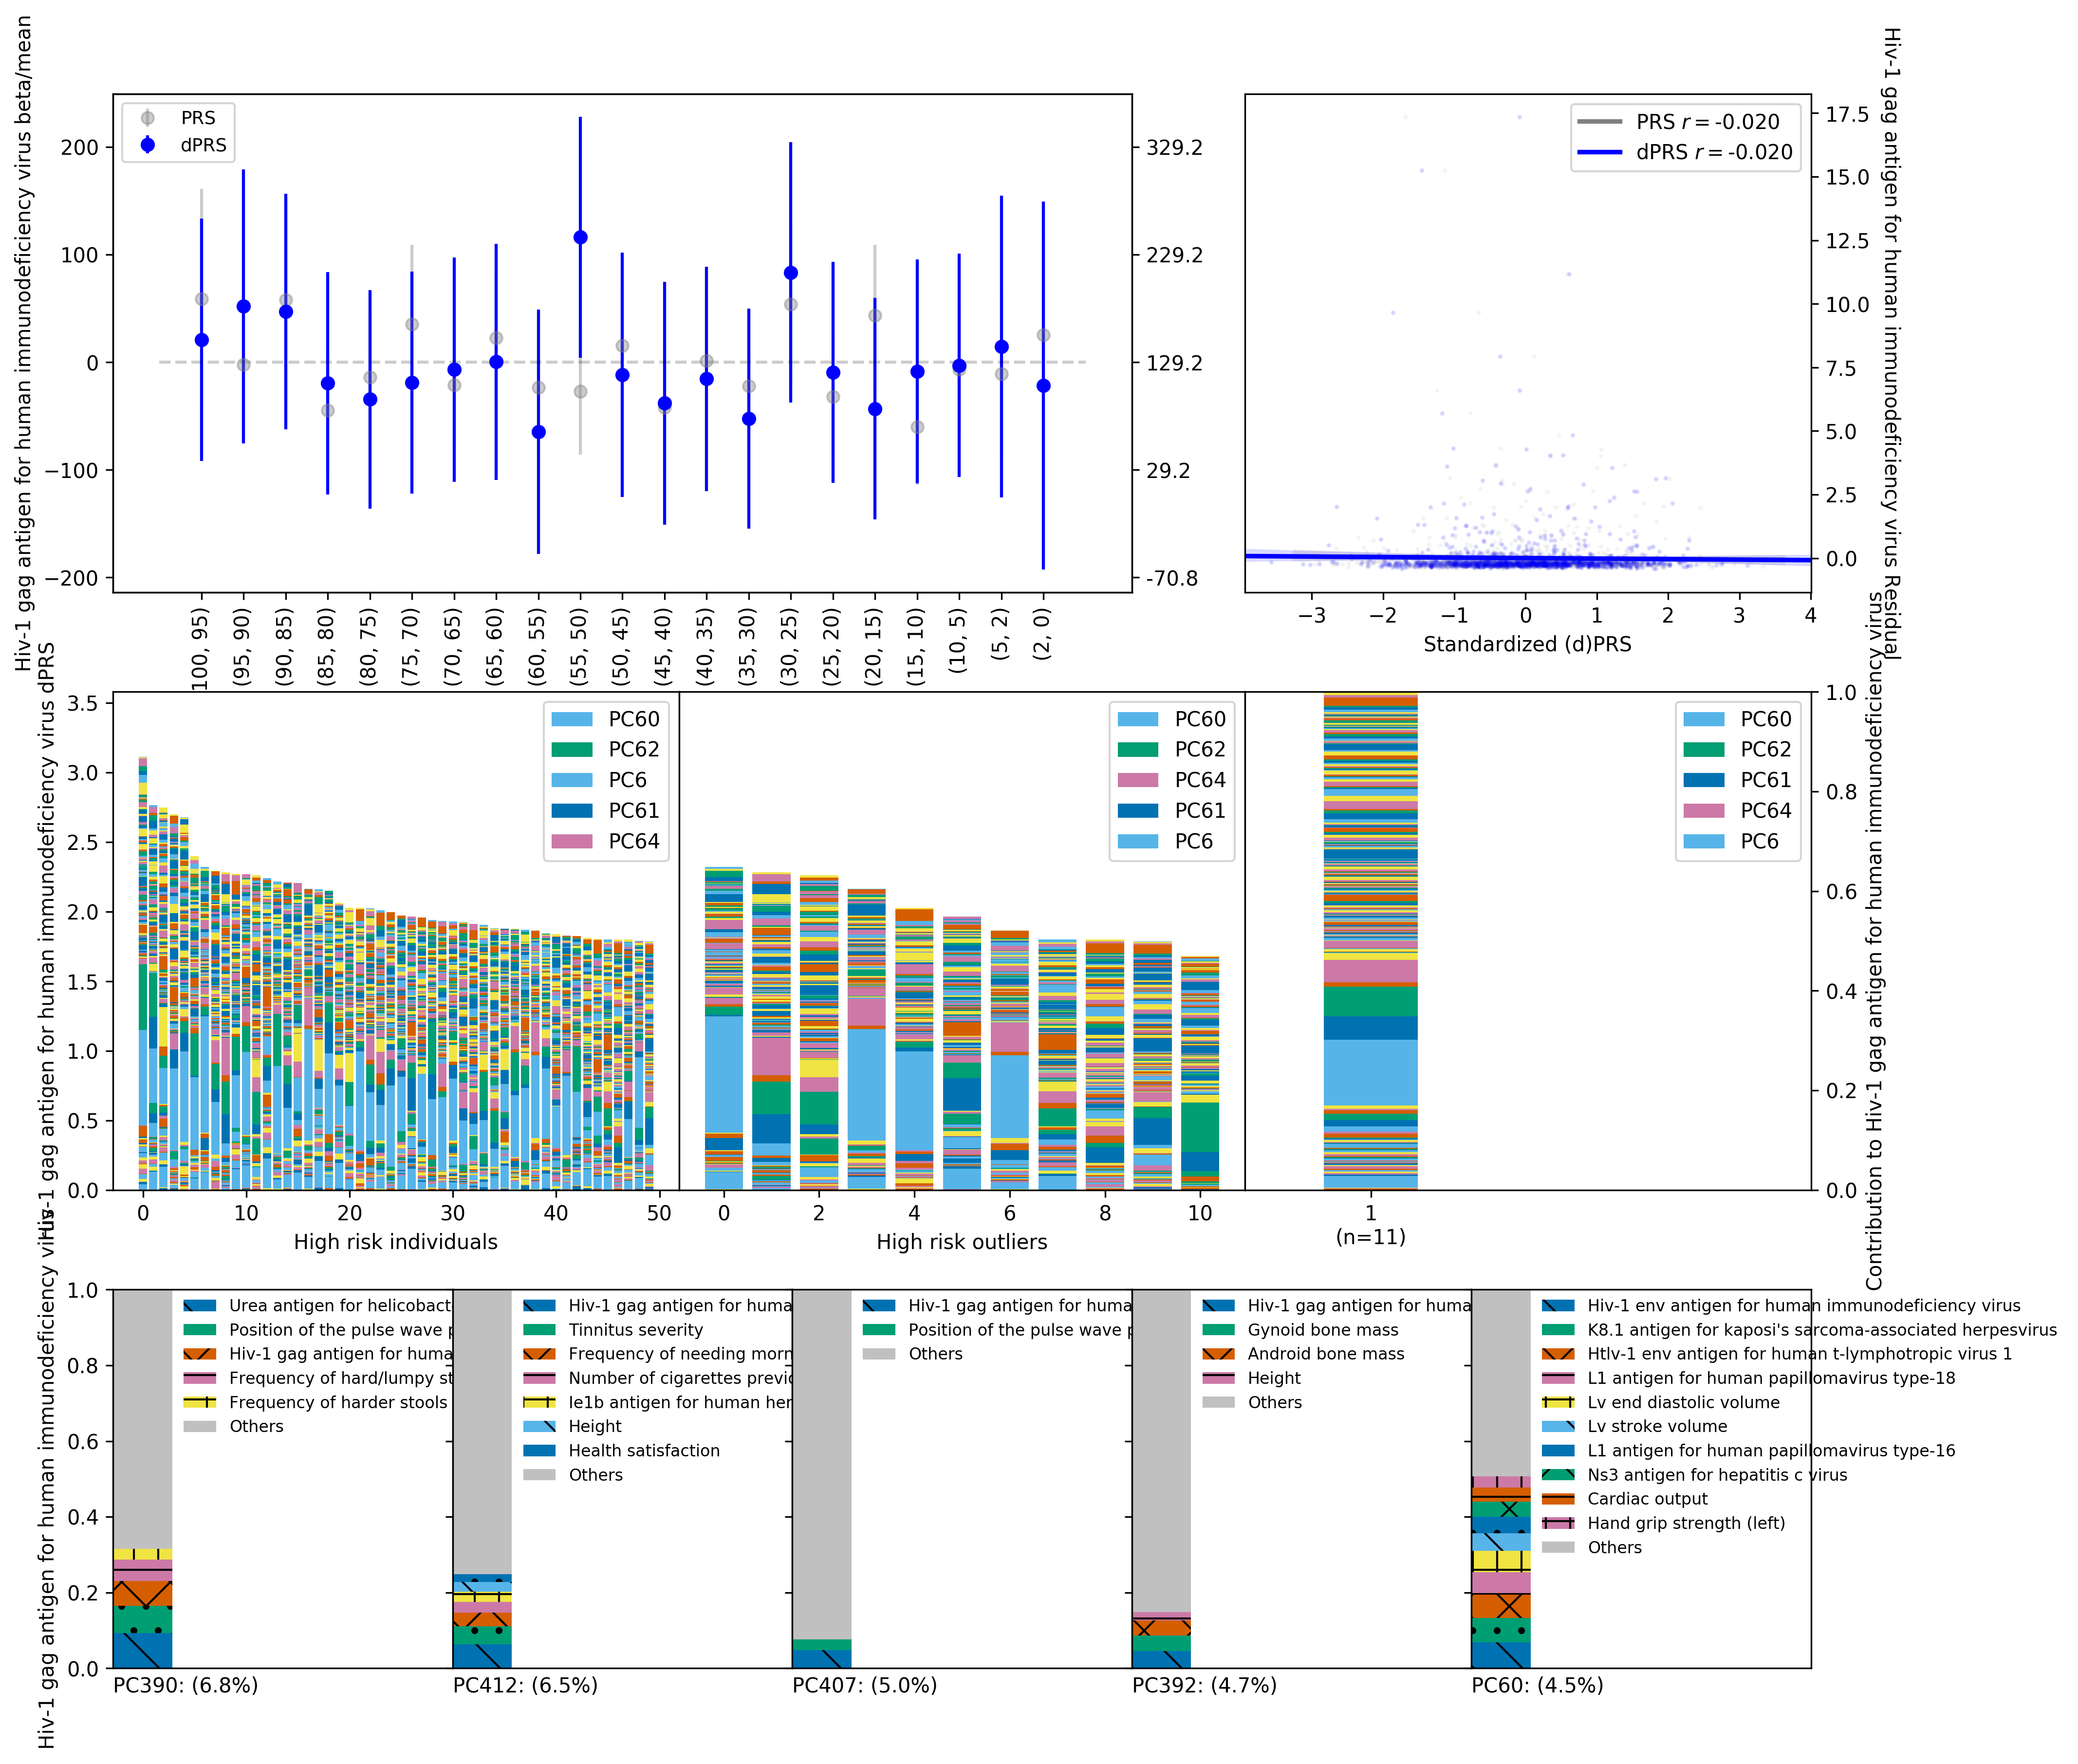 Hiv-1 gag antigen for human immunodeficiency virus beta/mean
200
100
0
−100
−200
PRS
dPRS
329.2
229.2
129.2
29.2
-70.8
100, 95)
(95, 90)
(90, 85)
(85, 80)
(80, 75)
(75, 70)
(70, 65)
(65, 60)
(60, 55)
(55, 50)
(50, 45)
(45, 40)
(40, 35)
(35, 30)
(30, 25)
(25, 20)
(20, 15)
(15, 10)
(10, 5)
(5, 2)
(2, 0)
PRS r = -0.020
dPRS r = -0.020
17.5
15.0
12.5
10.0
7.5
5.0
2.5
0.0
Hiv-1 gag antigen for human immunodeficiency virus Residual
−3
−2
−1
0
1
2
3
4
Standardized (d)PRS
Hiv-1 gag antigen for human immunodeficiency virus dPRS
3.5
3.0
2.5
2.0
1.5
1.0
0.5
0.0
PC60
PC62
PC6
PC61
PC64
0
10
20
30
40
50
High risk individuals
PC60
PC62
PC64
PC61
PC6
0
2
4
6
8
10
High risk outliers
PC60
PC62
PC61
PC64
PC6
1
(n=11)
1.0
0.8
0.6
0.4
0.2
0.0
Contribution to Hiv-1 gag antigen for human immunodeficiency virus
Hiv-1 gag antigen for human immunodeficiency virus
1.0
0.8
0.6
0.4
0.2
0.0
Urea antigen for helicobact
Position of the pulse wave p
Hiv-1 gag antigen for huma
Frequency of hard/lumpy st
Frequency of harder stools
Others
PC390: (6.8%)
Hiv-1 gag antigen for huma
Tinnitus severity
Frequency of needing morn
Number of cigarettes previo
Ie1b antigen for human her
Height
Health satisfaction
Others
PC412: (6.5%)
Hiv-1 gag antigen for huma
Position of the pulse wave p
Others
PC407: (5.0%)
Hiv-1 gag antigen for huma
Gynoid bone mass
Android bone mass
Height
Others
PC392: (4.7%)
Hiv-1 env antigen for human immunodeficiency virus
K8.1 antigen for kaposi's sarcoma-associated herpesvirus
Htlv-1 env antigen for human t-lymphotropic virus 1
L1 antigen for human papillomavirus type-18
Lv end diastolic volume
Lv stroke volume
L1 antigen for human papillomavirus type-16
Ns3 antigen for hepatitis c virus
Cardiac output
Hand grip strength (left)
Others
PC60: (4.5%)